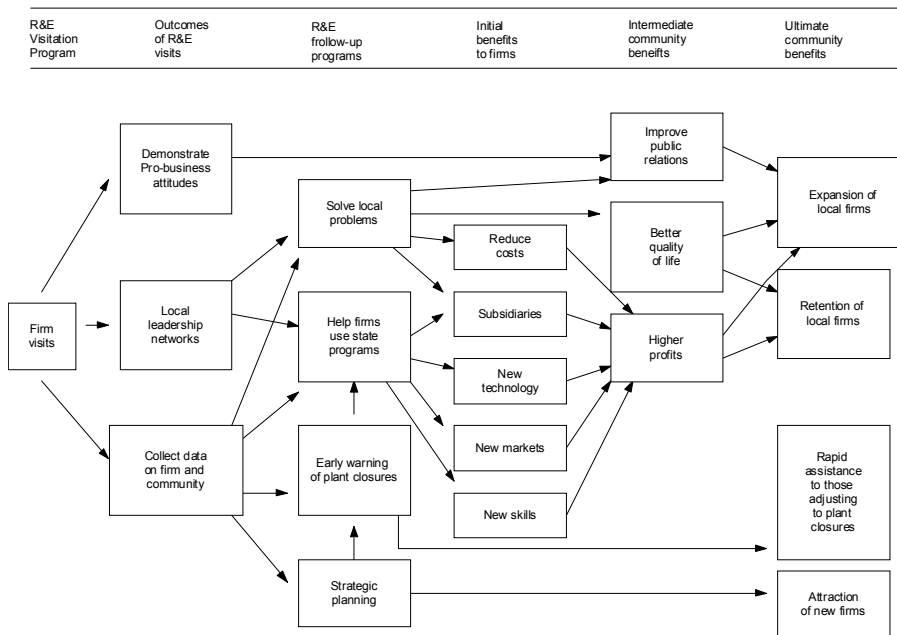 R&E
Visitation
Program
Outcomes
of R&E
visits
R&E
frollow-up
programs
Initial
benefits
to firms
Intermediate
community
beneifts
Ultimate
community
benefits
Demonstrate
Pro-business
attitudes
Improve
public
relations
Solve local
problems
Expansion of
local firms
Reduce
costs
Better
quality
of life
Firm
visits
Local
leadership
networks
Help firms
use state
programs
Subsidiaries
Higher
profits
Retention of
local firms
New
technology
Collect data
on firm and
community
Early warning
of plant closures
New markets
New skills
Rapid
assistance
to those
adjusting
to plant
closures
Strategic
planning
Attraction
of new firms